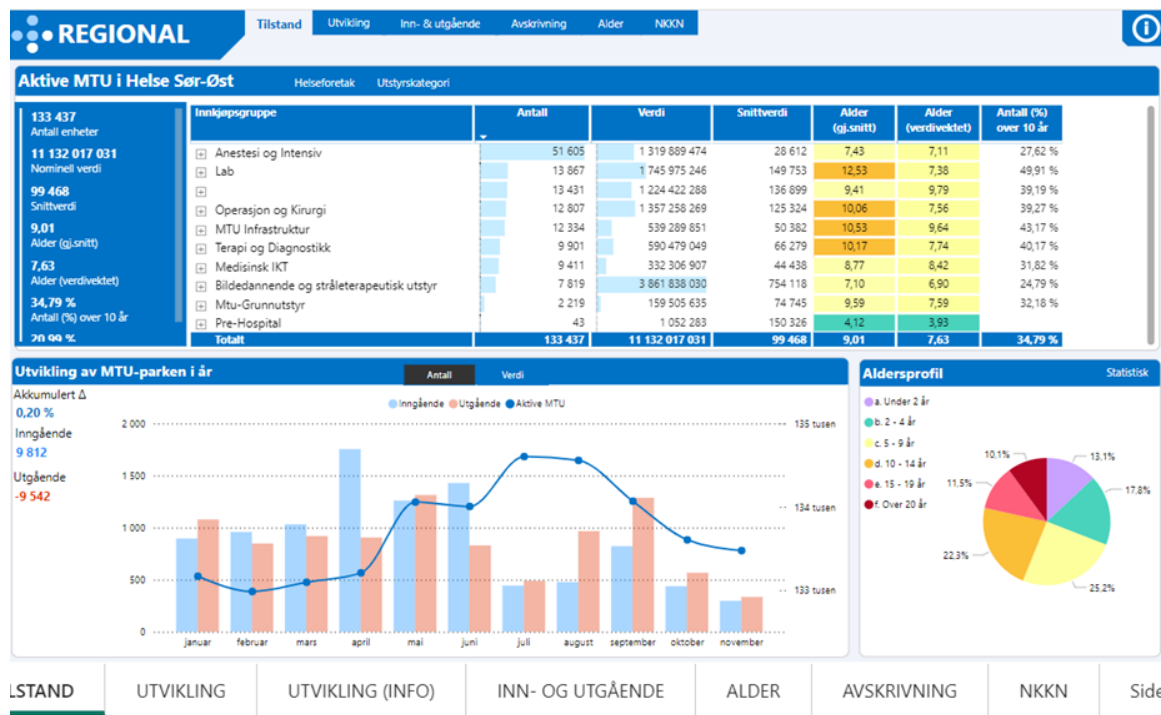 REGIONAL
Tilstand Utvikling Inn- & utgående Avskrivning Alder NKKN
Aktive MTU i Helse Sør-Øst Helseforetak Utstyrskategori
133 437
Antall enheter
11 132 017 031
Nominell verdi
99 468
Snittverdi
9,01
Alder (gj.snitt)
7,63
Alder (verdivektet)
34,79 %
Antall (%) over 10 år
20,99 %
Innkjøpsgruppe Antall Verdi Snittverdi Alder (gj.snitt) Alder (verdivektet) Antall (%) over 10 år
Anestesi og Intensiv 51 605 1 319 889 474 28 612 7,43 7,11 27,62 %
Lab 13 867 1 745 975 246 149 753 12,53 7,38 49,91 %
13 431 1 224 422 288 136 899 9,41 9,79 39,19 %
Operasjon og Kirurgi 12 807 1 357 258 269 125 324 10,06 7,56 39,27 %
MTU Infrastruktur 12 334 539 289 851 50 382 10,53 9,64 43,17 %
Terapi og Diagnostikk 9 901 590 479 049 66 279 10,17 7,74 40,17 %
Medisinsk IKT 9 411 332 306 907 44 438 8,77 8,42 31,82 %
Bildedannende og stråleterapeutisk utstyr 7 819 3 861 838 030 754 118 7,10 6,90 24,79 %
Mtu-Grunnutstyr 2 219 159 505 635 74 745 9,59 7,59 32,18 %
Pre-Hospital 43 1 052 283 150 326 4,12 3,93
Totalt 133 437 11 132 017 031 99 468 9,01 7,63 34,79 %
Utvikling av MTU-parken i år Antall Verdi
Akkumulert Δ
0,20 %
Inngående
9 812
Utgående
-9 542
Inngående Utgående Aktive MTU
2 000
1 500
1 000
500
0
135 tusen
134 tusen
133 tusen
januar februar mars april mai juni juli august september oktober november
Aldersprofil Statistisk
a. Under 2 år
b. 2 - 4 år
c. 5 - 9 år
d. 10 - 14 år
e. 15 - 19 år
f. Over 20 år
13,1%
17,8%
25,2%
22,3%
11,5%
10,1%
LSTAND UTVIKLING UTVIKLING (INFO) INN- OG UTGÅENDE ALDER AVSKRIVNING NKKN Side